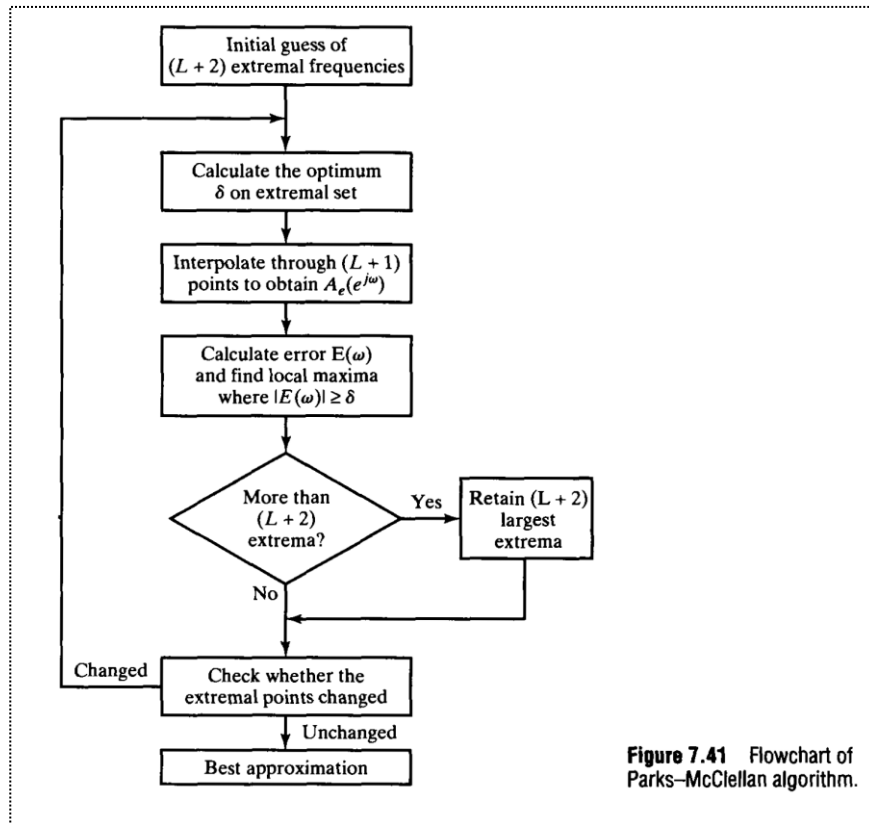 Initial guess of
(L + 2) extremal frequencies
Calculate the optimum
δ on extremal set
Interpolate through (L + 1)
points to obtain Aₑ(e^{jω})
Calculate error E(ω)
and find local maxima
where |E(ω)| ≥ δ
More than
(L + 2)
extrema?
Yes
Retain (L + 2)
largest
extrema
No
Changed
Check whether the
extremal points changed
Unchanged
Best approximation
Figure 7.41 Flowchart of
Parks–McClellan algorithm.